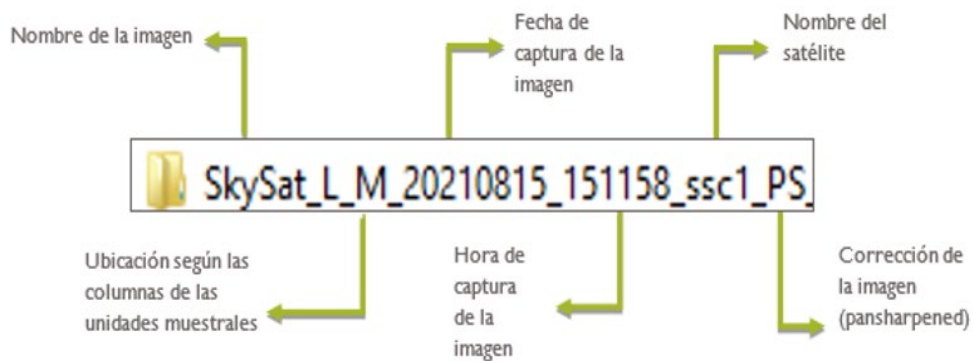 Nombre de la imagen
Fecha de
captura de la
imagen
Nombre del
satélite
SkySat_L_M_20210815_151158_ssc1_PS_
Ubicación según las
columnas de las
unidades muestrales
Hora de
captura
de la
imagen
Corrección de
la imagen
(pansharpened)